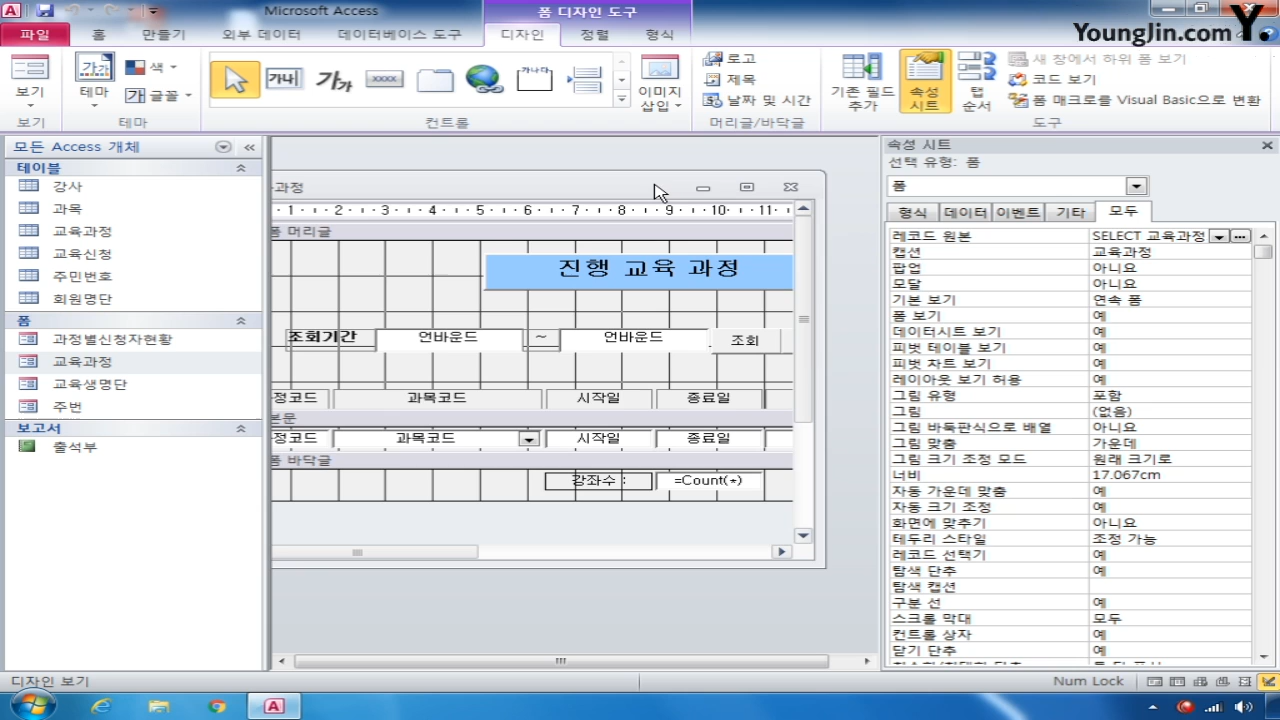 Microsoft Access
폼 디자인 도구
파일 홈 만들기 외부 데이터 데이터베이스 도구 디자인 정렬 형식
YoungJin.com Y.
보기
보기
가가
테마
색
가 글꼴
테마
가나
가가
xxxx
가나다
이미지
삽입
컨트롤
로고
제목
날짜 및 시간
머리글/바닥글
기존 필드
추가
속성
시트
탭
순서
새 창에서 하위 폼 보기
코드 보기
폼 매크로를 Visual Basic으로 변환
도구
모든 Access 개체
테이블
강사
과목
교육과정
교육신청
주민번호
회원명단
폼
과정별신청자현황
교육과정
교육생명단
주번
보고서
출석부
과정
1 2 3 4 5 6 7 8 9 10 11
폼 머리글
진행 교육 과정
조회기간 언바운드 ~ 언바운드 조회
정코드 과목코드 시작일 종료일
본문
정코드 과목코드 시작일 종료일
폼 바닥글
강좌수 : =Count(*)
속성 시트
선택 유형: 폼
폼
형식 데이터 이벤트 기타 모두
레코드 원본 SELECT 교육과정
캡션 교육과정
팝업 아니요
모달 아니요
기본 보기 연속 폼
폼 보기 예
데이터시트 보기 예
피벗 테이블 보기 예
피벗 차트 보기 예
레이아웃 보기 허용 예
그림 유형 포함
그림 (없음)
그림 바둑판식으로 배열 아니요
그림 맞춤 가운데
그림 크기 조정 모드 원래 크기로
너비 17.067cm
자동 가운데 맞춤 예
자동 크기 조정 예
화면에 맞추기 아니요
테두리 스타일 조정 가능
레코드 선택기 예
탐색 단추 예
탐색 캡션
구분 선 예
스크롤 막대 모두
컨트롤 상자 예
닫기 단추 예
디자인 보기
Num Lock